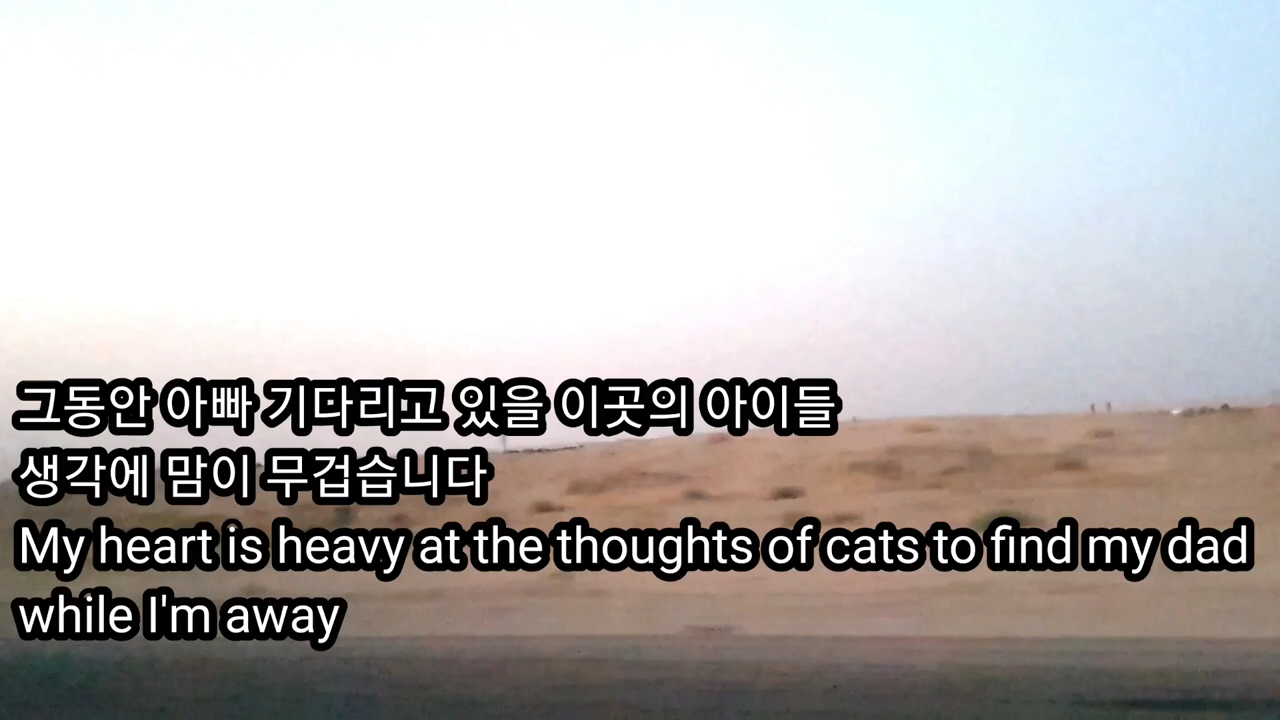 그동안 아빠 기다리고 있을 이곳의 아이들
생각에 맘이 무겁습니다
My heart is heavy at the thoughts of cats to find my dad
while I'm away